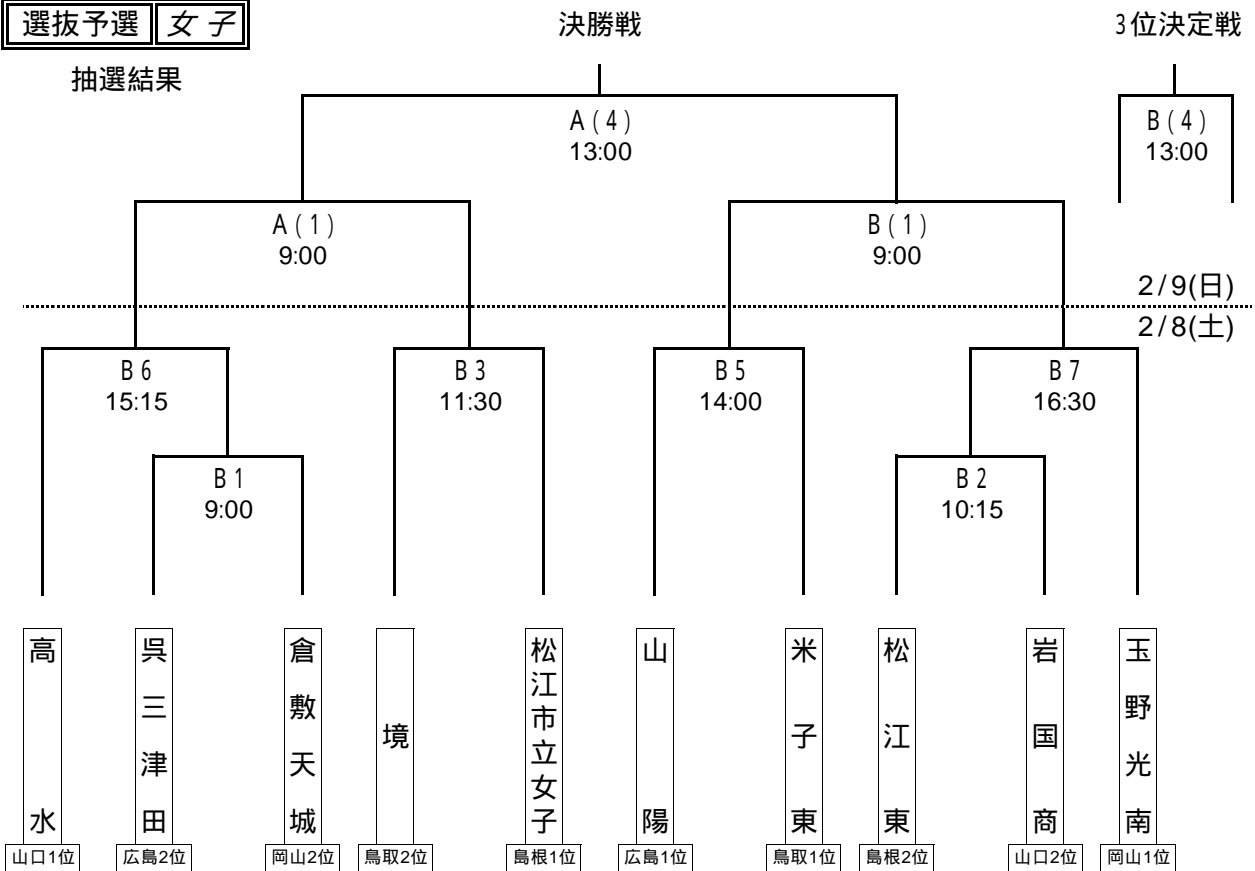 選抜予選 女子
決勝戦
3位決定戦
抽選結果
A(4)
13:00
B(4)
13:00
A(1)
9:00
B(1)
9:00
2/9(日)
2/8(土)
B6
15:15
B3
11:30
B5
14:00
B7
16:30
B1
9:00
B2
10:15
高水
呉三津田
倉敷天城
境
松江市立女子
山陽
米子東
松江東
岩国商
玉野光南
山口1位
広島2位
岡山2位
鳥取2位
島根1位
広島1位
鳥取1位
島根2位
山口2位
岡山1位